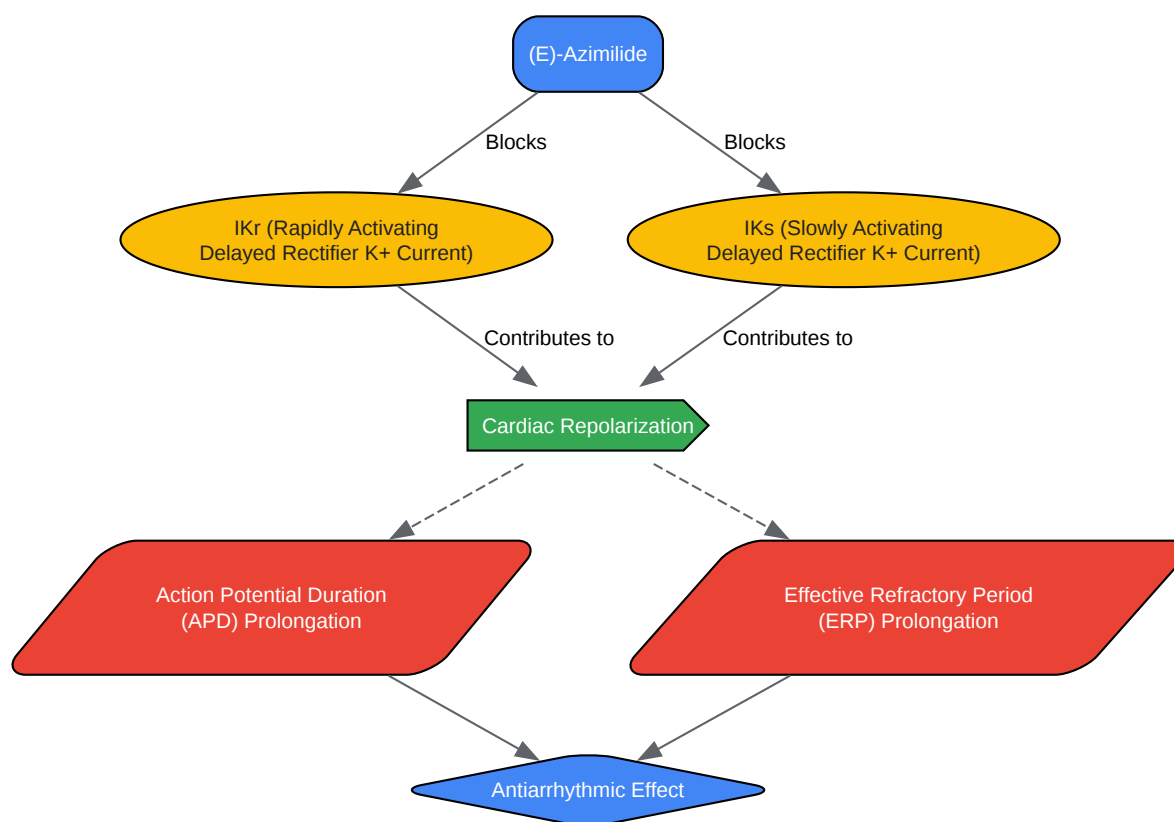 (E)-Azimilide
Blocks
Blocks
IKr (Rapidly Activating
Delayed Rectifier K+ Current)
IKs (Slowly Activating
Delayed Rectifier K+ Current)
Contributes to
Contributes to
Cardiac Repolarization
Action Potential Duration
(APD) Prolongation
Effective Refractory Period
(ERP) Prolongation
Antiarrhythmic Effect